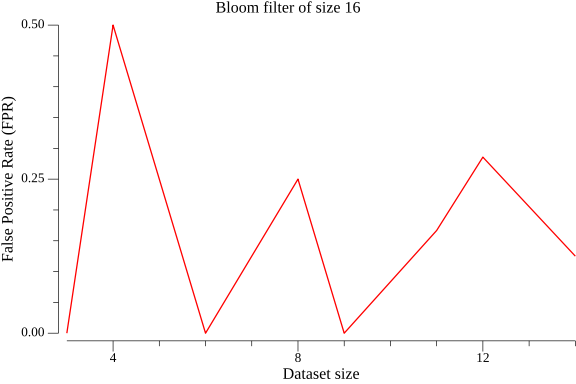 Bloom filter of size 16
0.50
0.25
0.00
False Positive Rate (FPR)
4 8 12
Dataset size